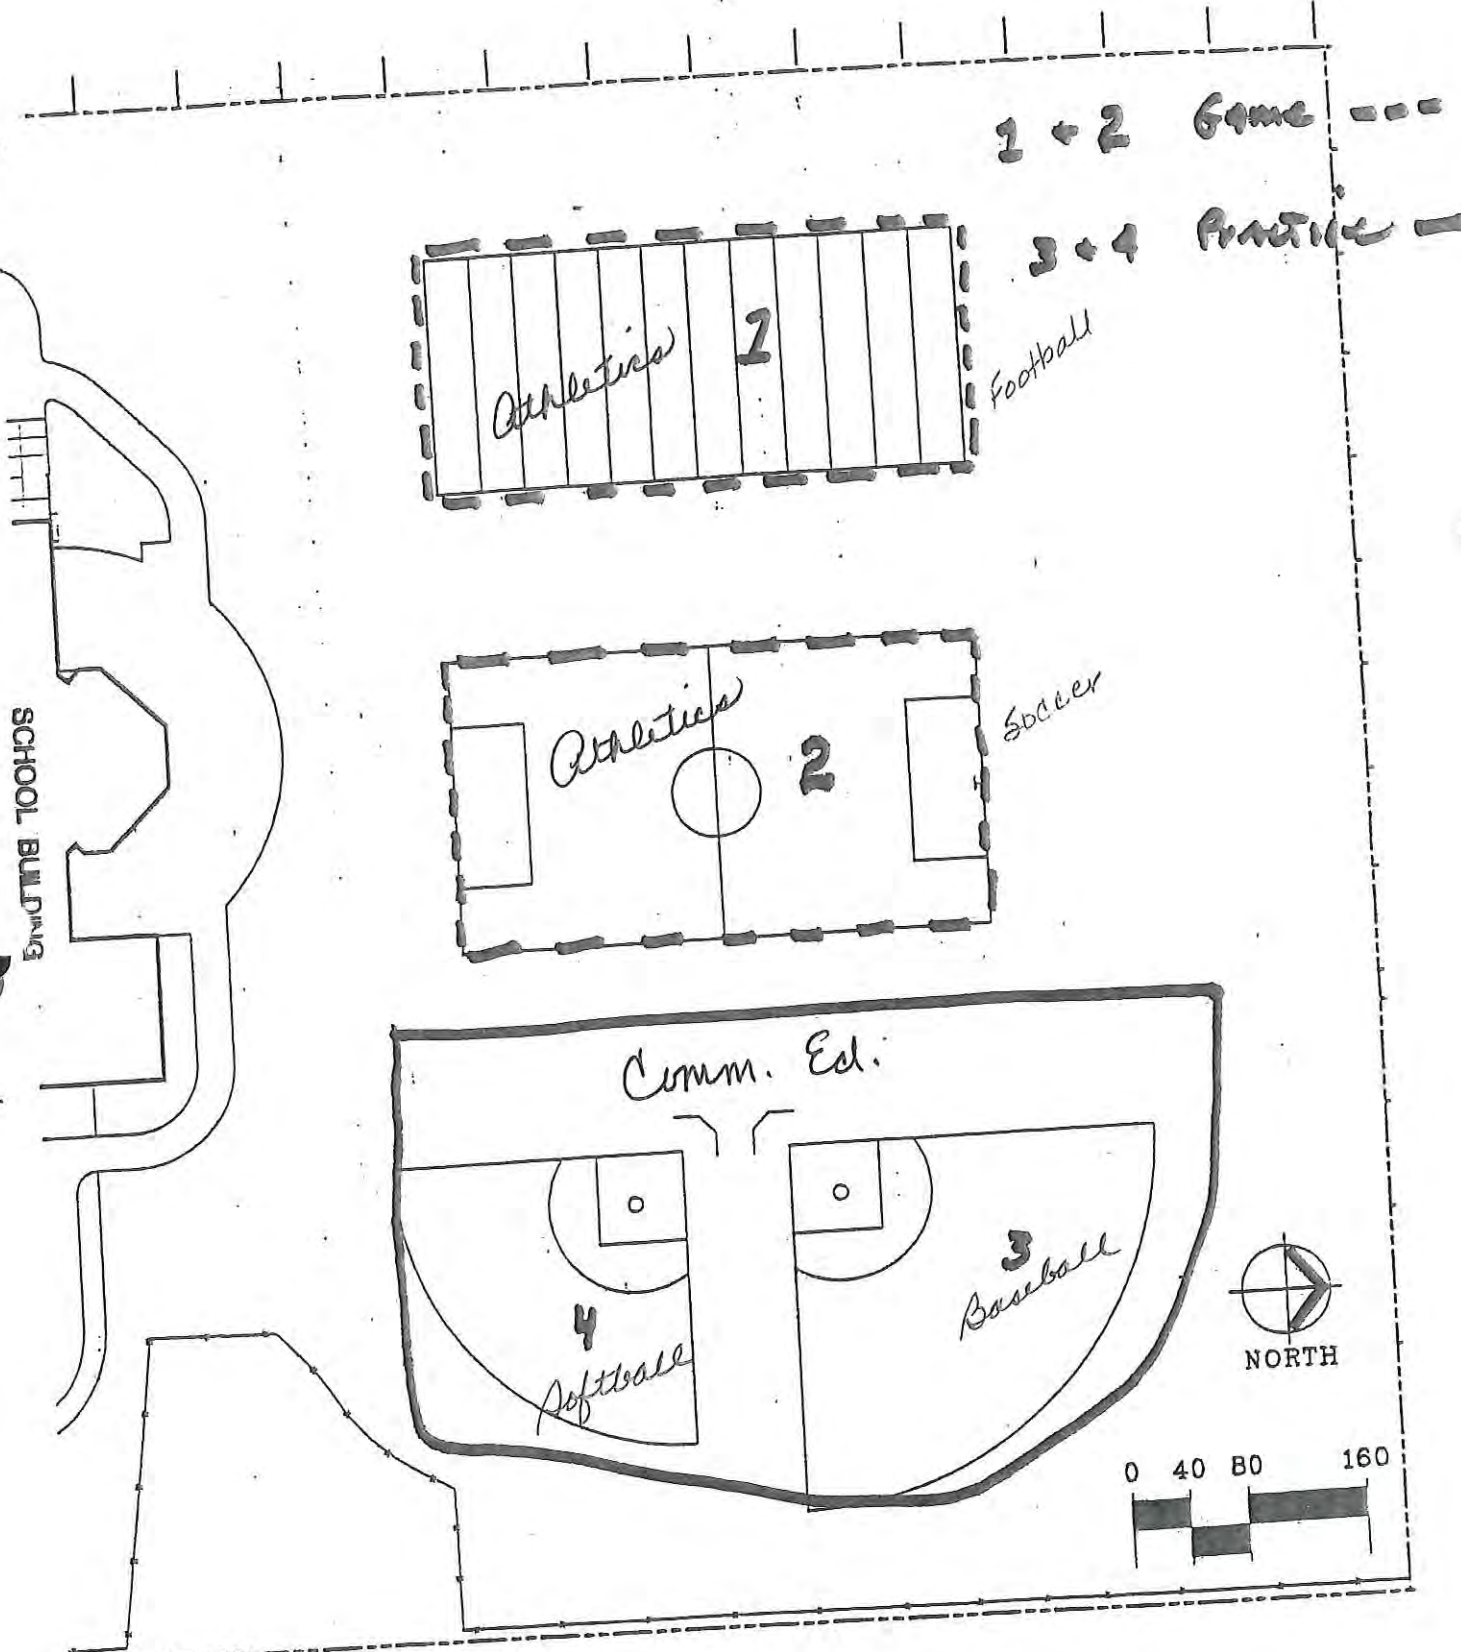 1 + 2 Game
3 + 4 Practice
Athletics 1
Football
Athletics 2
Soccer
SCHOOL BUILDING
Comm. Ed.
3
Baseball
4
Softball
NORTH
0 40 80 160